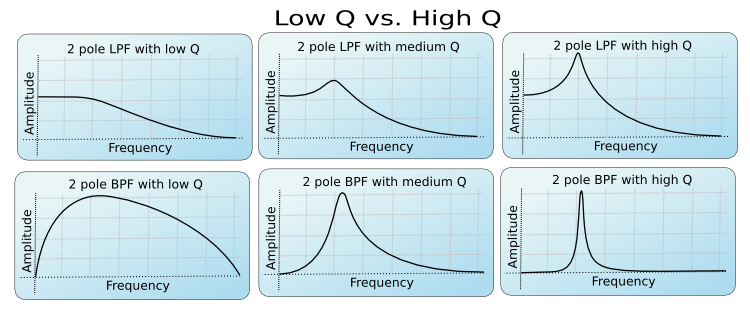 Low Q vs. High Q
2 pole LPF with low Q
Amplitude
Frequency
2 pole LPF with medium Q
Amplitude
Frequency
2 pole LPF with high Q
Amplitude
Frequency
2 pole BPF with low Q
Amplitude
Frequency
2 pole BPF with medium Q
Amplitude
Frequency
2 pole BPF with high Q
Amplitude
Frequency